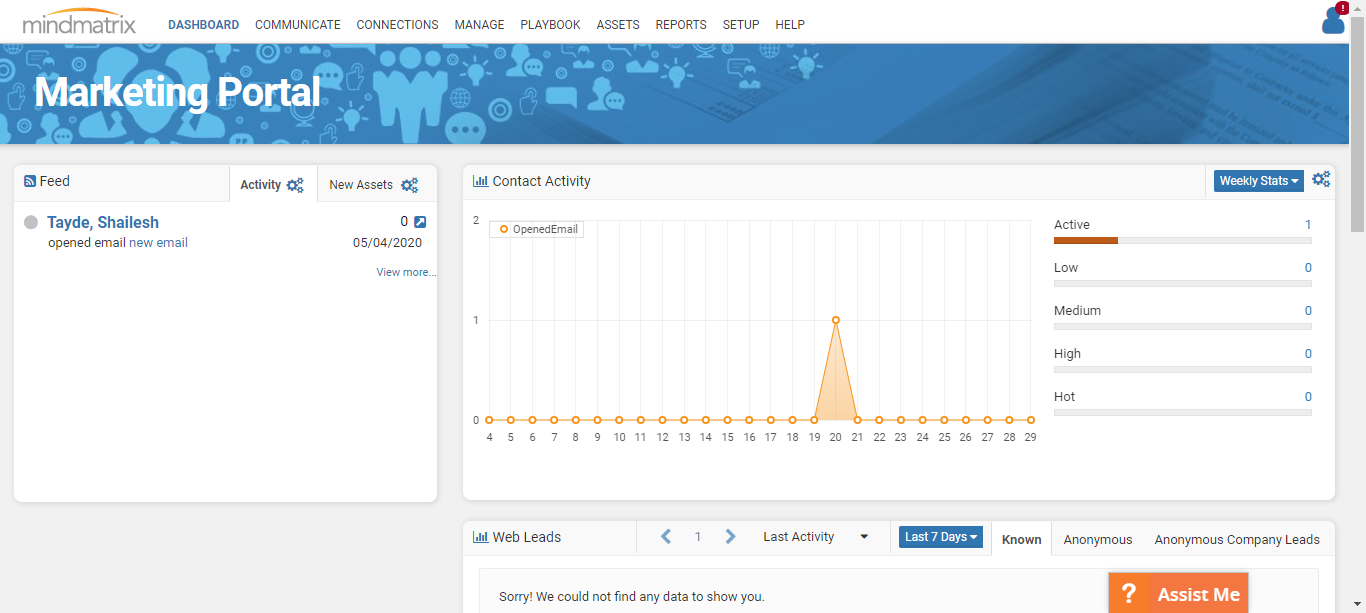 mindmatrix
DASHBOARD COMMUNICATE CONNECTIONS MANAGE PLAYBOOK ASSETS REPORTS SETUP HELP
!
Marketing Portal
Feed
Activity
New Assets
Tayde, Shailesh 0
opened email new email 05/04/2020
View more...
Contact Activity
Weekly Stats
OpenedEmail
2
1
0
4 5 6 7 8 9 10 11 12 13 14 15 16 17 18 19 20 21 22 23 24 25 26 27 28 29
Active 1
Low 0
Medium 0
High 0
Hot 0
Web Leads
1
Last Activity
Last 7 Days
Known
Anonymous
Anonymous Company Leads
Sorry! We could not find any data to show you.
? Assist Me